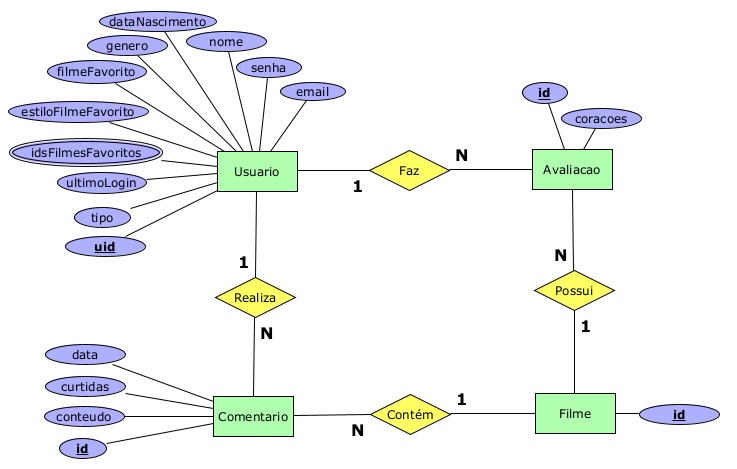 dataNascimento
genero
nome
filmeFavorito
senha
email
estiloFilmeFavorito
idsFilmesFavoritos
ultimoLogin
tipo
uid
Usuario
1
Faz
N
id
coracoes
Avaliacao
1
Realiza
N
N
Possui
1
data
curtidas
conteudo
id
Comentario
N
Contém
1
Filme
id